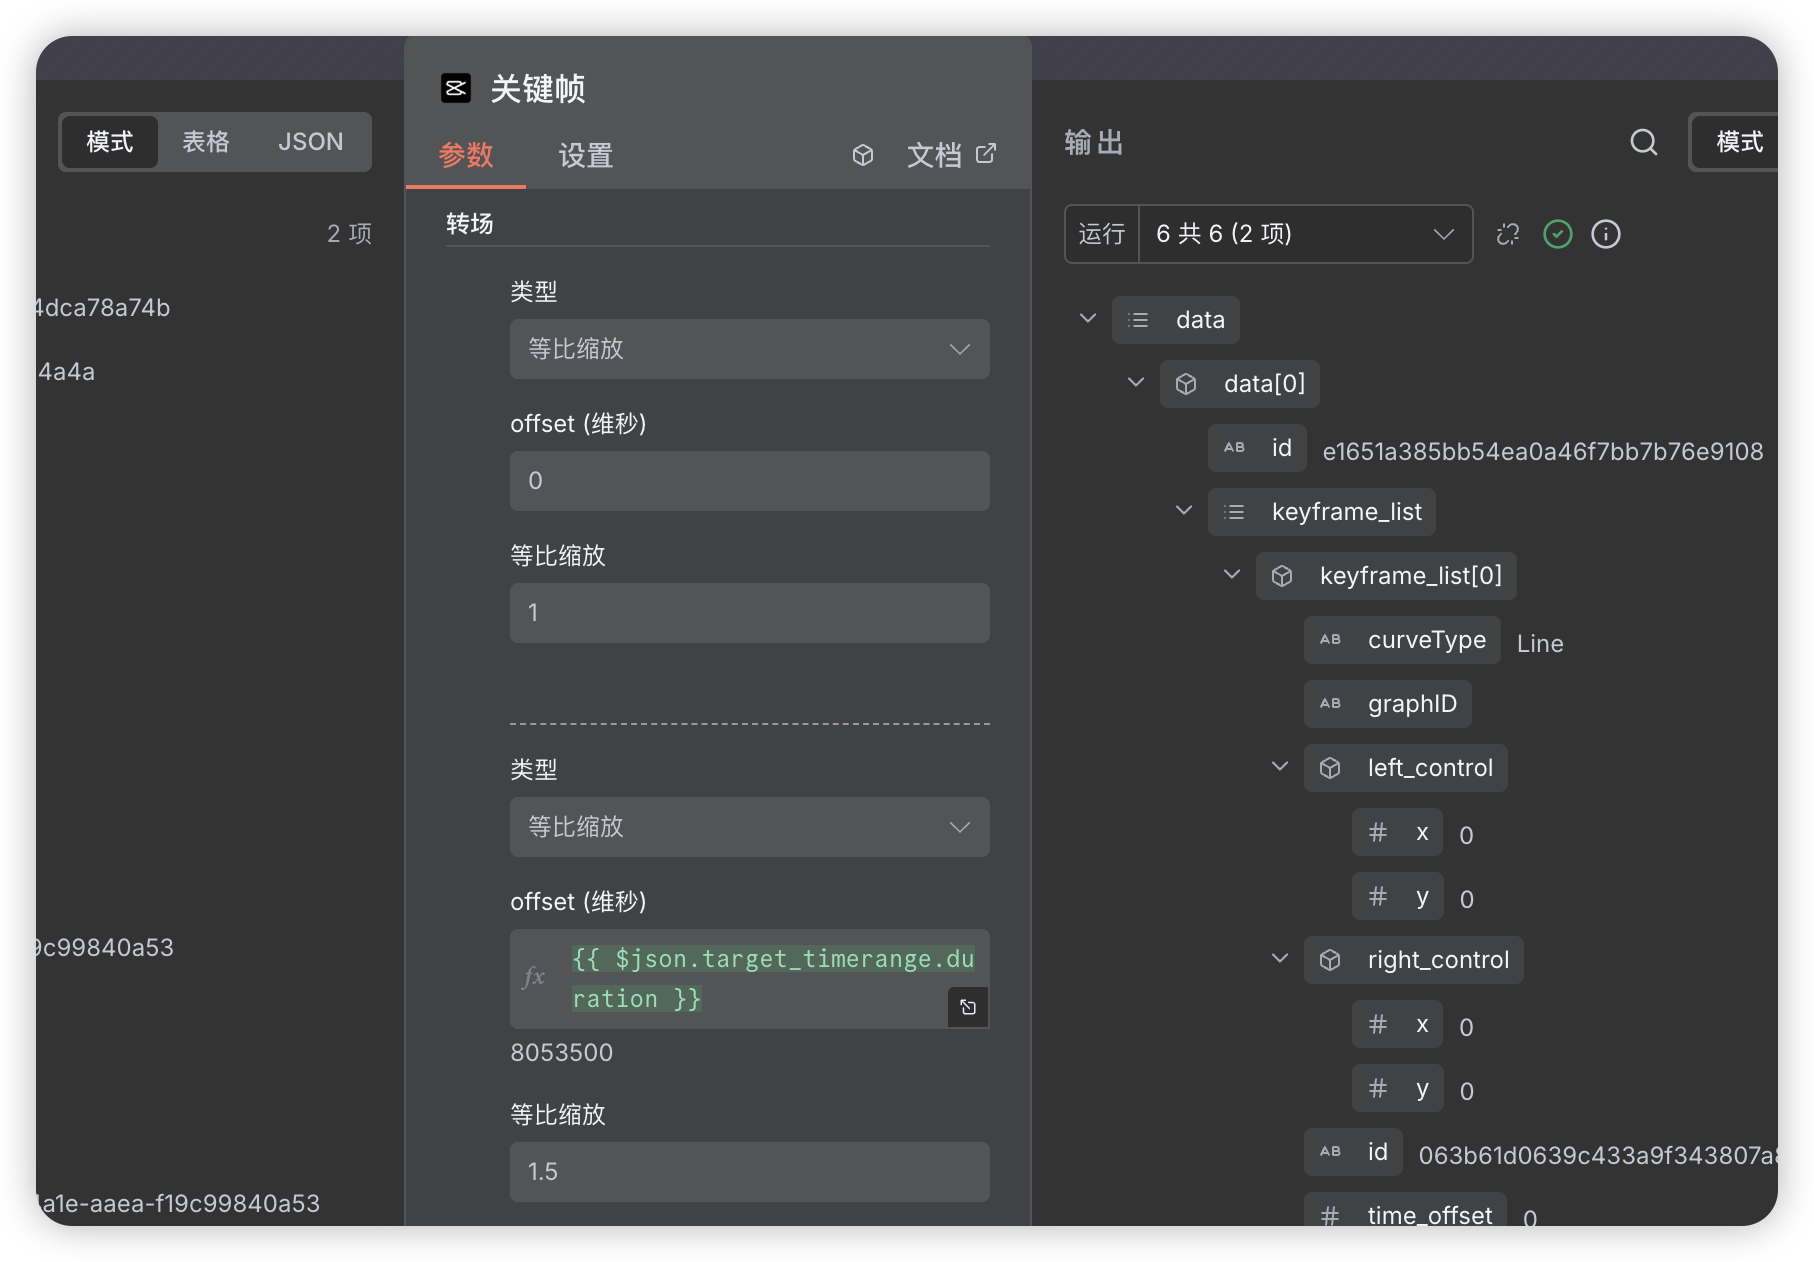 模式 表格 JSON
2 项
4dca78a74b
4a4a
9c99840a53
a1e-aaea-f19c99840a53
关键帧
参数 设置 文档
转场
类型
等比缩放
offset (维秒)
0
等比缩放
1
类型
等比缩放
offset (维秒)
fx {{ $json.target_timerange.du
ration }}
8053500
等比缩放
1.5
输出
模式
运行 6 共 6 (2 项)
data
data[0]
AB id e1651a385bb54ea0a46f7bb7b76e9108
keyframe_list
keyframe_list[0]
AB curveType Line
AB graphID
left_control
# x 0
# y 0
right_control
# x 0
# y 0
AB id 063b61d0639c433a9f343807a
# time_offset 0